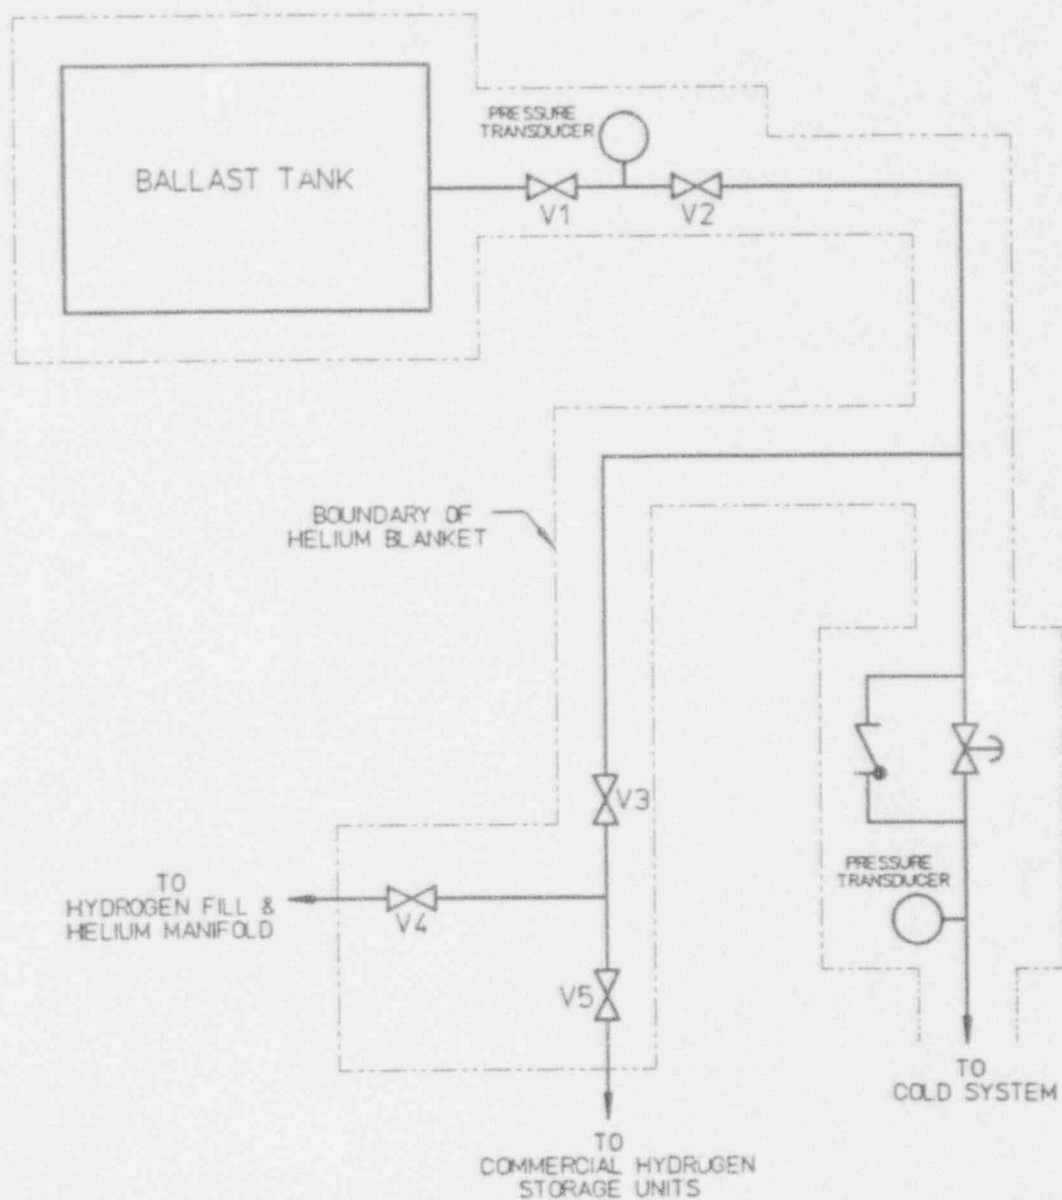 PRESSURE
TRANSDUCER
BALLAST TANK
V1
V2
BOUNDARY OF
HELIUM BLANKET
V3
PRESSURE
TRANSDUCER
TO
HYDROGEN FILL &
HELIUM MANIFOLD
V4
V5
TO
COLD SYSTEM
TO
COMMERCIAL HYDROGEN
STORAGE UNITS